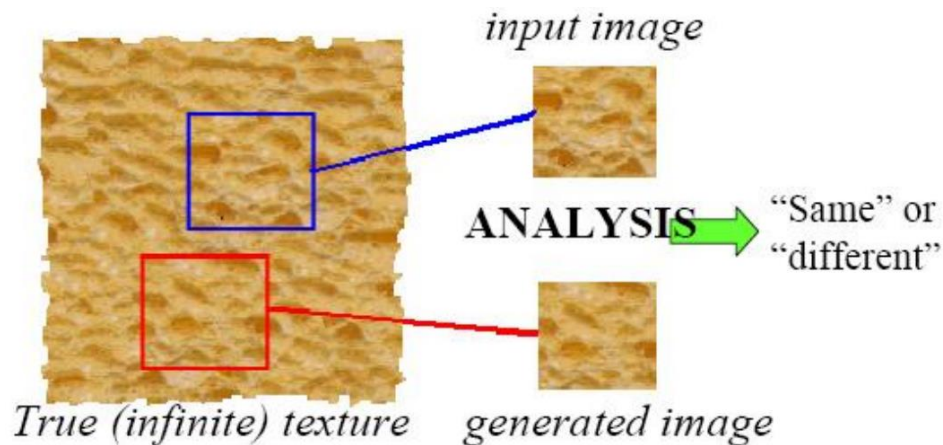 input image
ANALYSIS
“Same” or
“different”
True (infinite) texture
generated image